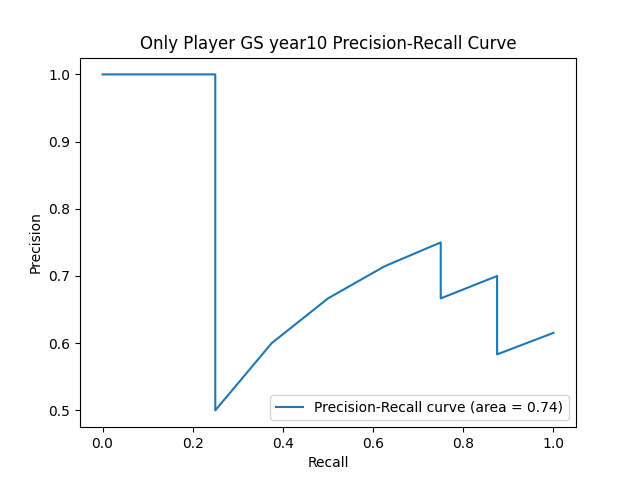 Only Player GS year10 Precision-Recall Curve
1.0
0.9
0.8
0.7
0.6
0.5
Precision
Precision-Recall curve (area = 0.74)
0.0 0.2 0.4 0.6 0.8 1.0
Recall